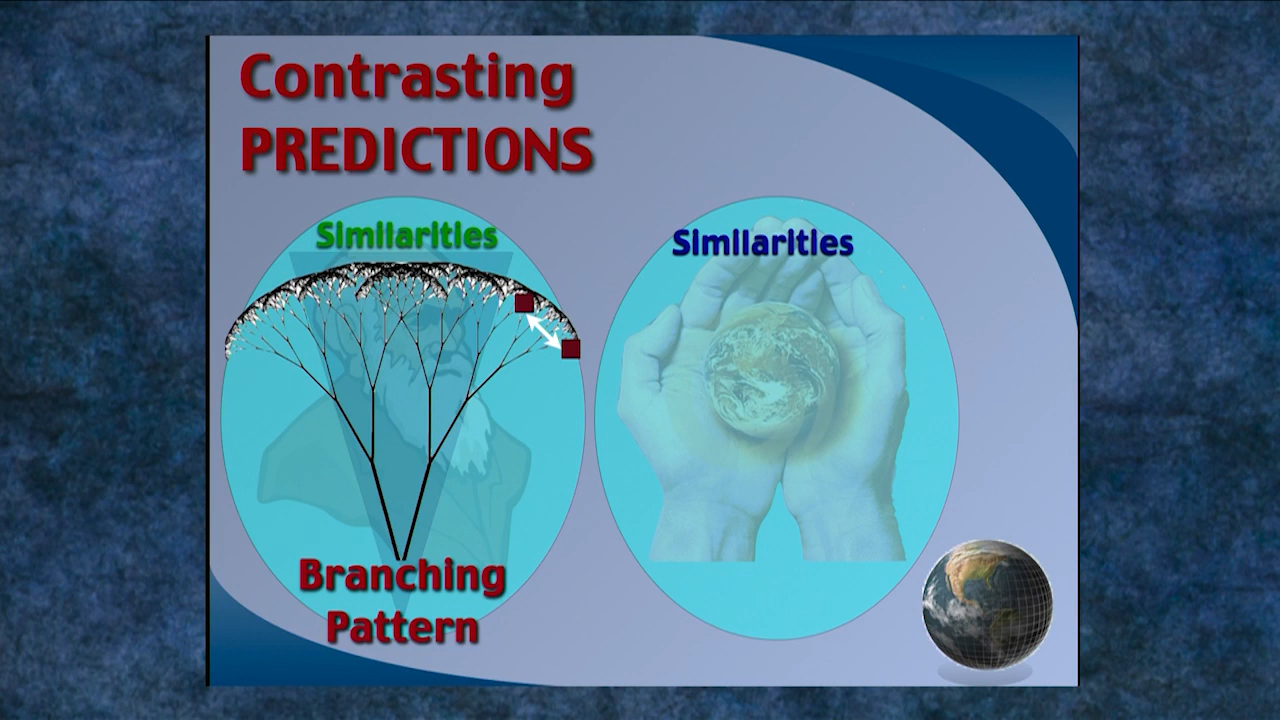 Contrasting
PREDICTIONS
Similarities
Similarities
Branching
Pattern